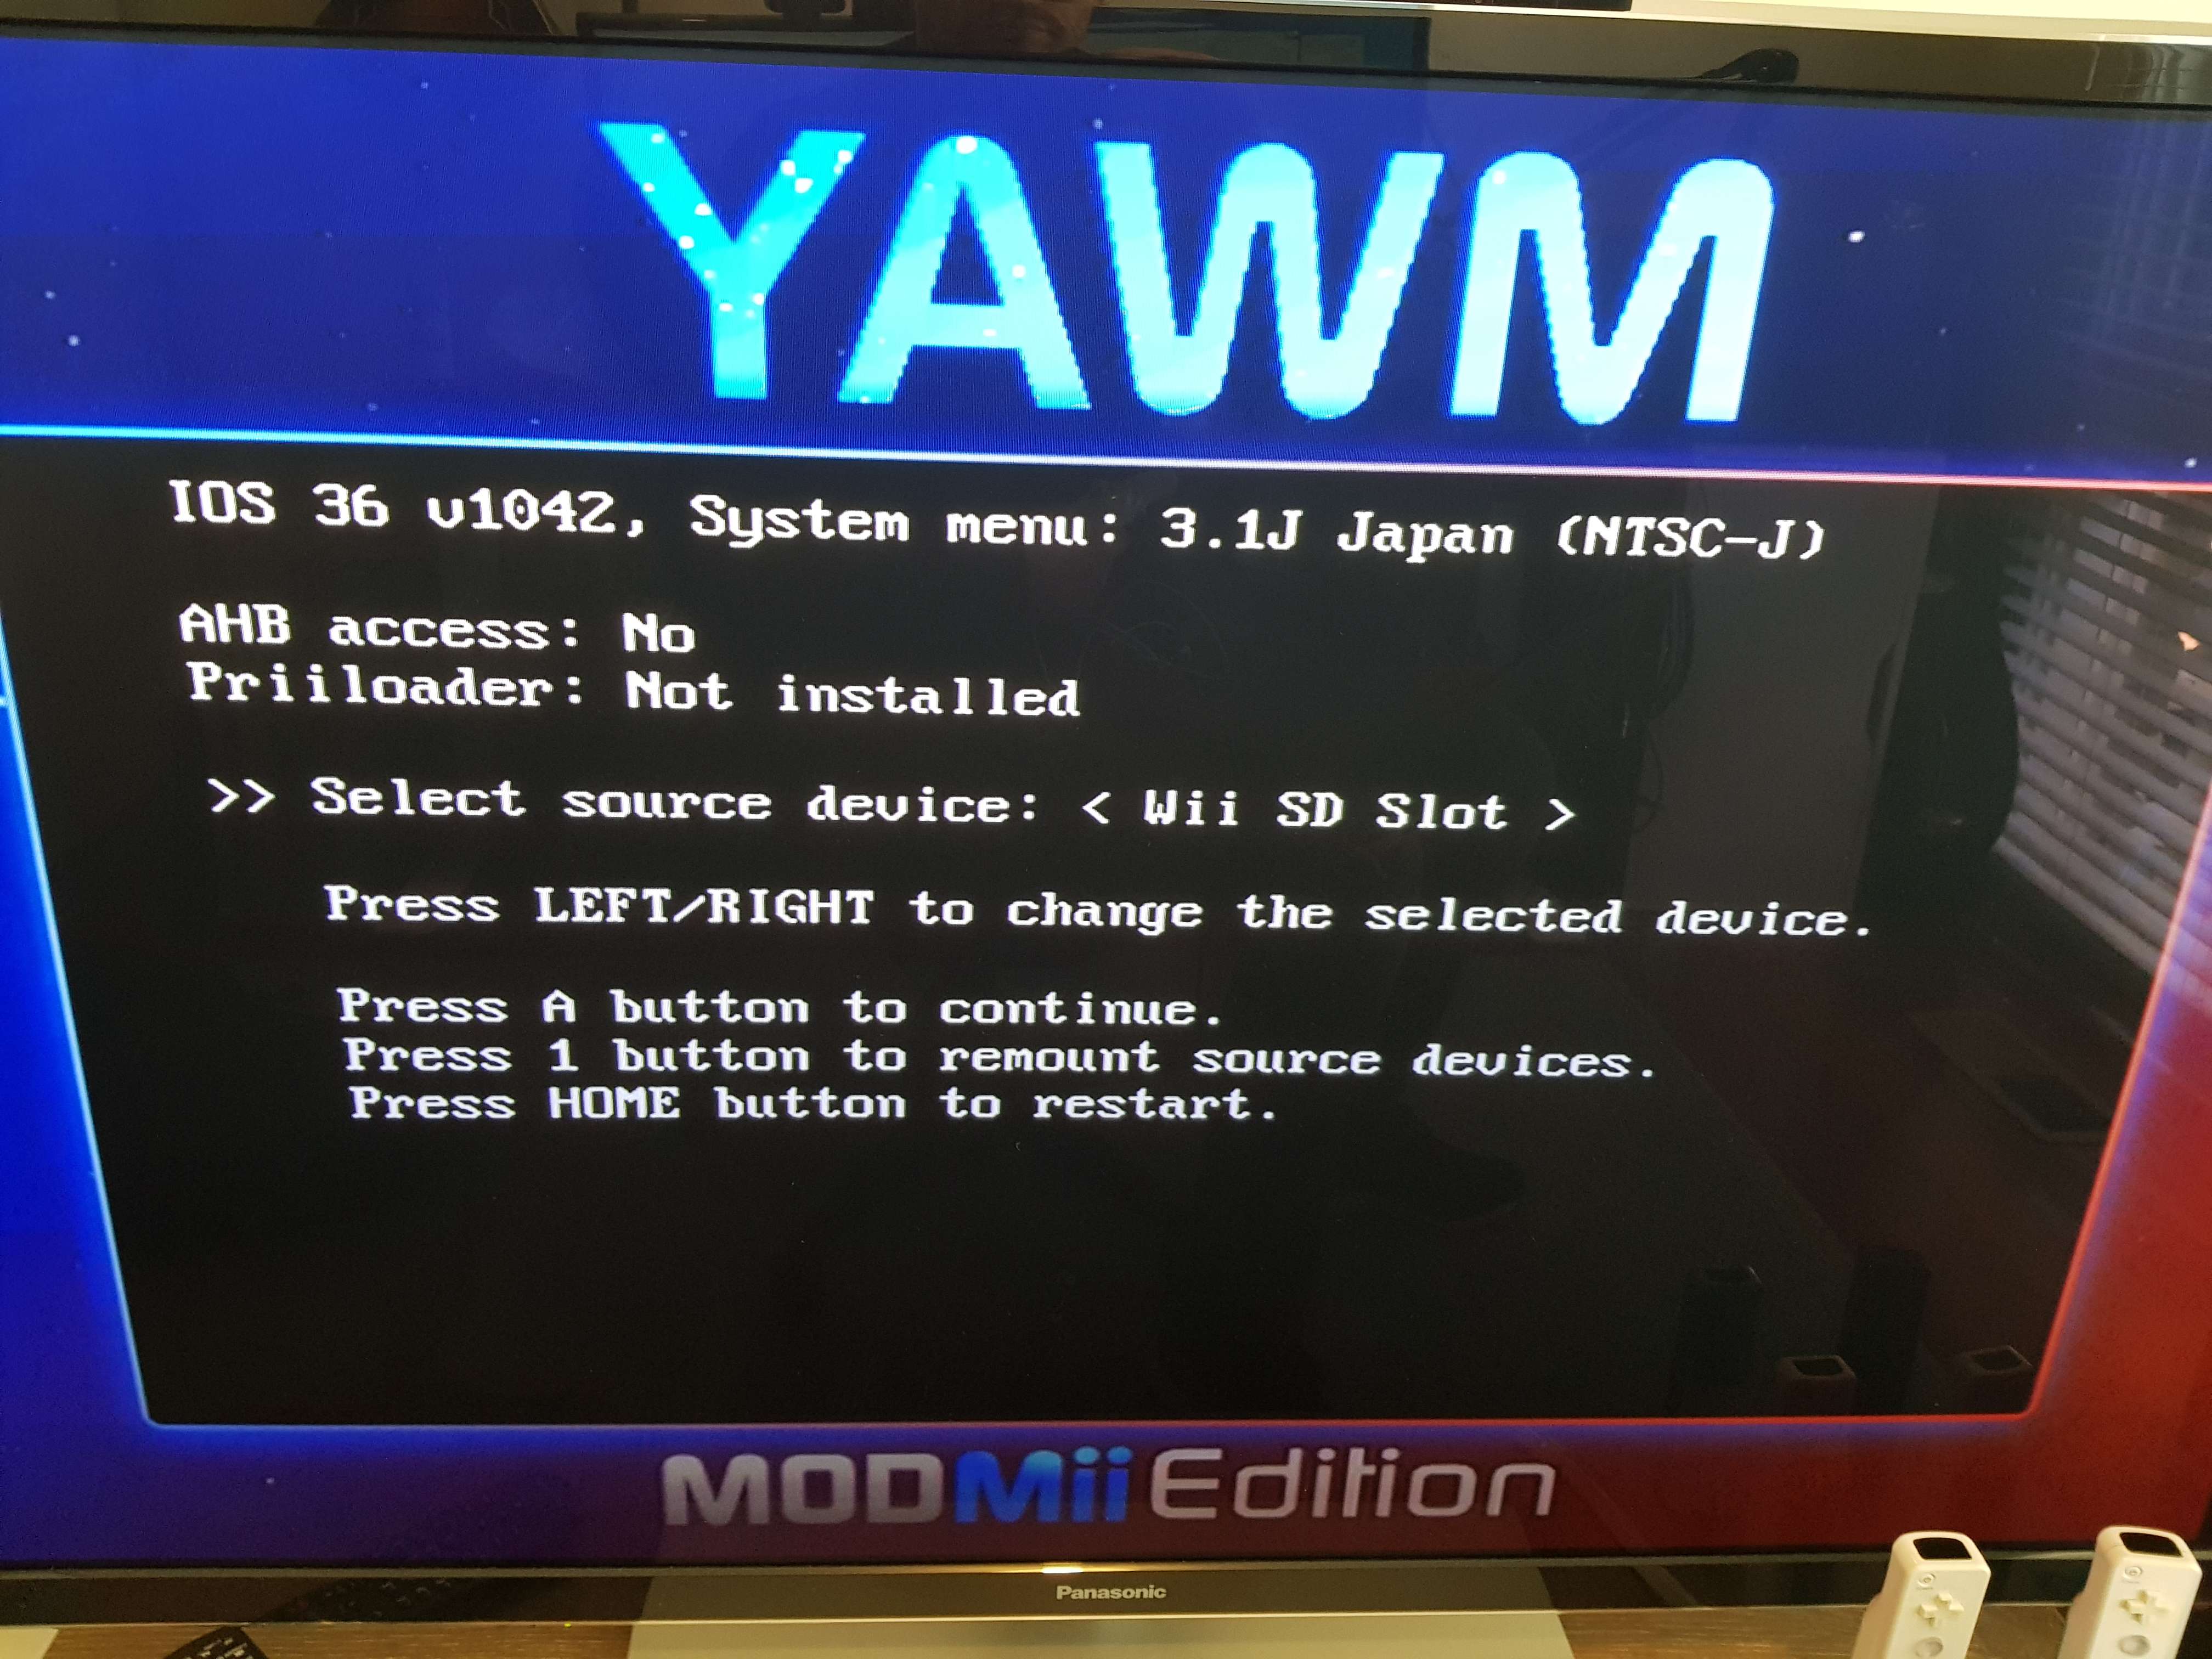 YAWM
IOS 36 v1042, System menu: 3.1J Japan (NTSC-J)
AHB access: No
Priiloader: Not installed
>> Select source device: < Wii SD Slot >
Press LEFT/RIGHT to change the selected device.
Press A button to continue.
Press 1 button to remount source devices.
Press HOME button to restart.
MODMii Edition
Panasonic